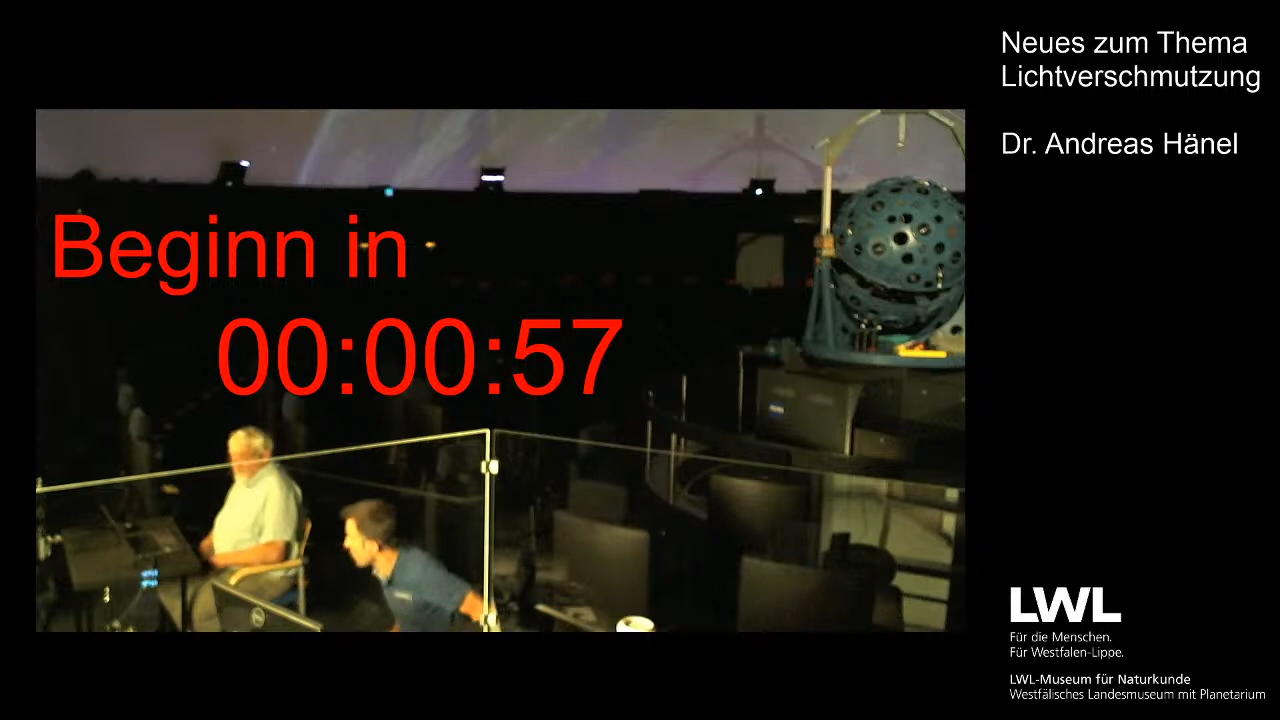 Neues zum Thema
Lichtverschmutzung
Dr. Andreas Hänel
Beginn in
00:00:57
LWL
Für die Menschen.
Für Westfalen-Lippe.
LWL-Museum für Naturkunde
Westfälisches Landesmuseum mit Planetarium